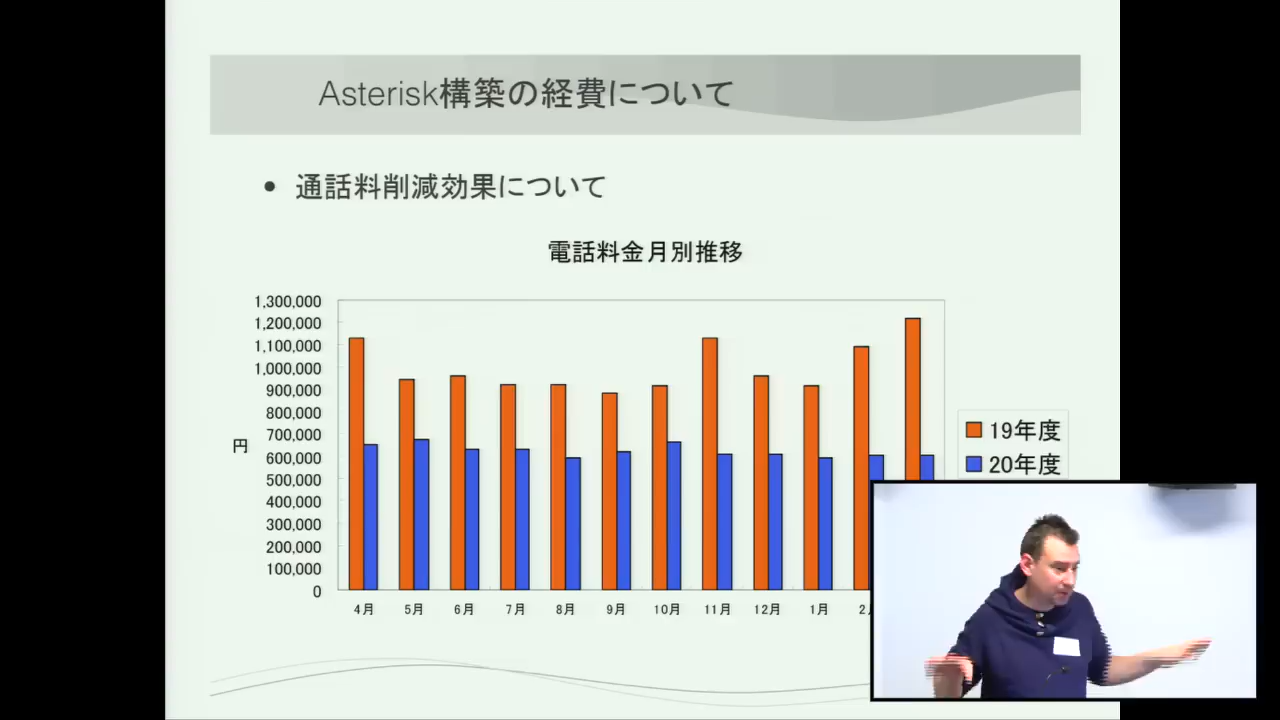 Asterisk構築の経費について
• 通話料削減効果について
電話料金月別推移
1,300,000
1,200,000
1,100,000
1,000,000
900,000
800,000
700,000
600,000
500,000
400,000
300,000
200,000
100,000
0
円
4月 5月 6月 7月 8月 9月 10月 11月 12月 1月
19年度
20年度